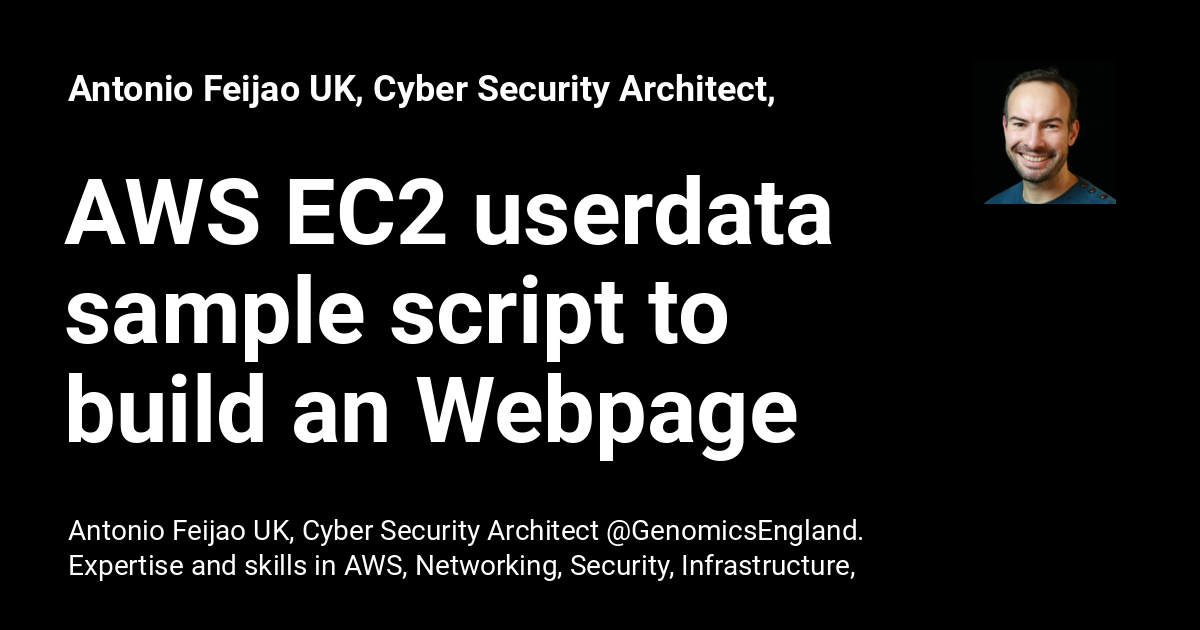 Antonio Feijao UK, Cyber Security Architect,
AWS EC2 userdata
sample script to
build an Webpage
Antonio Feijao UK, Cyber Security Architect @GenomicsEngland.
Expertise and skills in AWS, Networking, Security, Infrastructure,